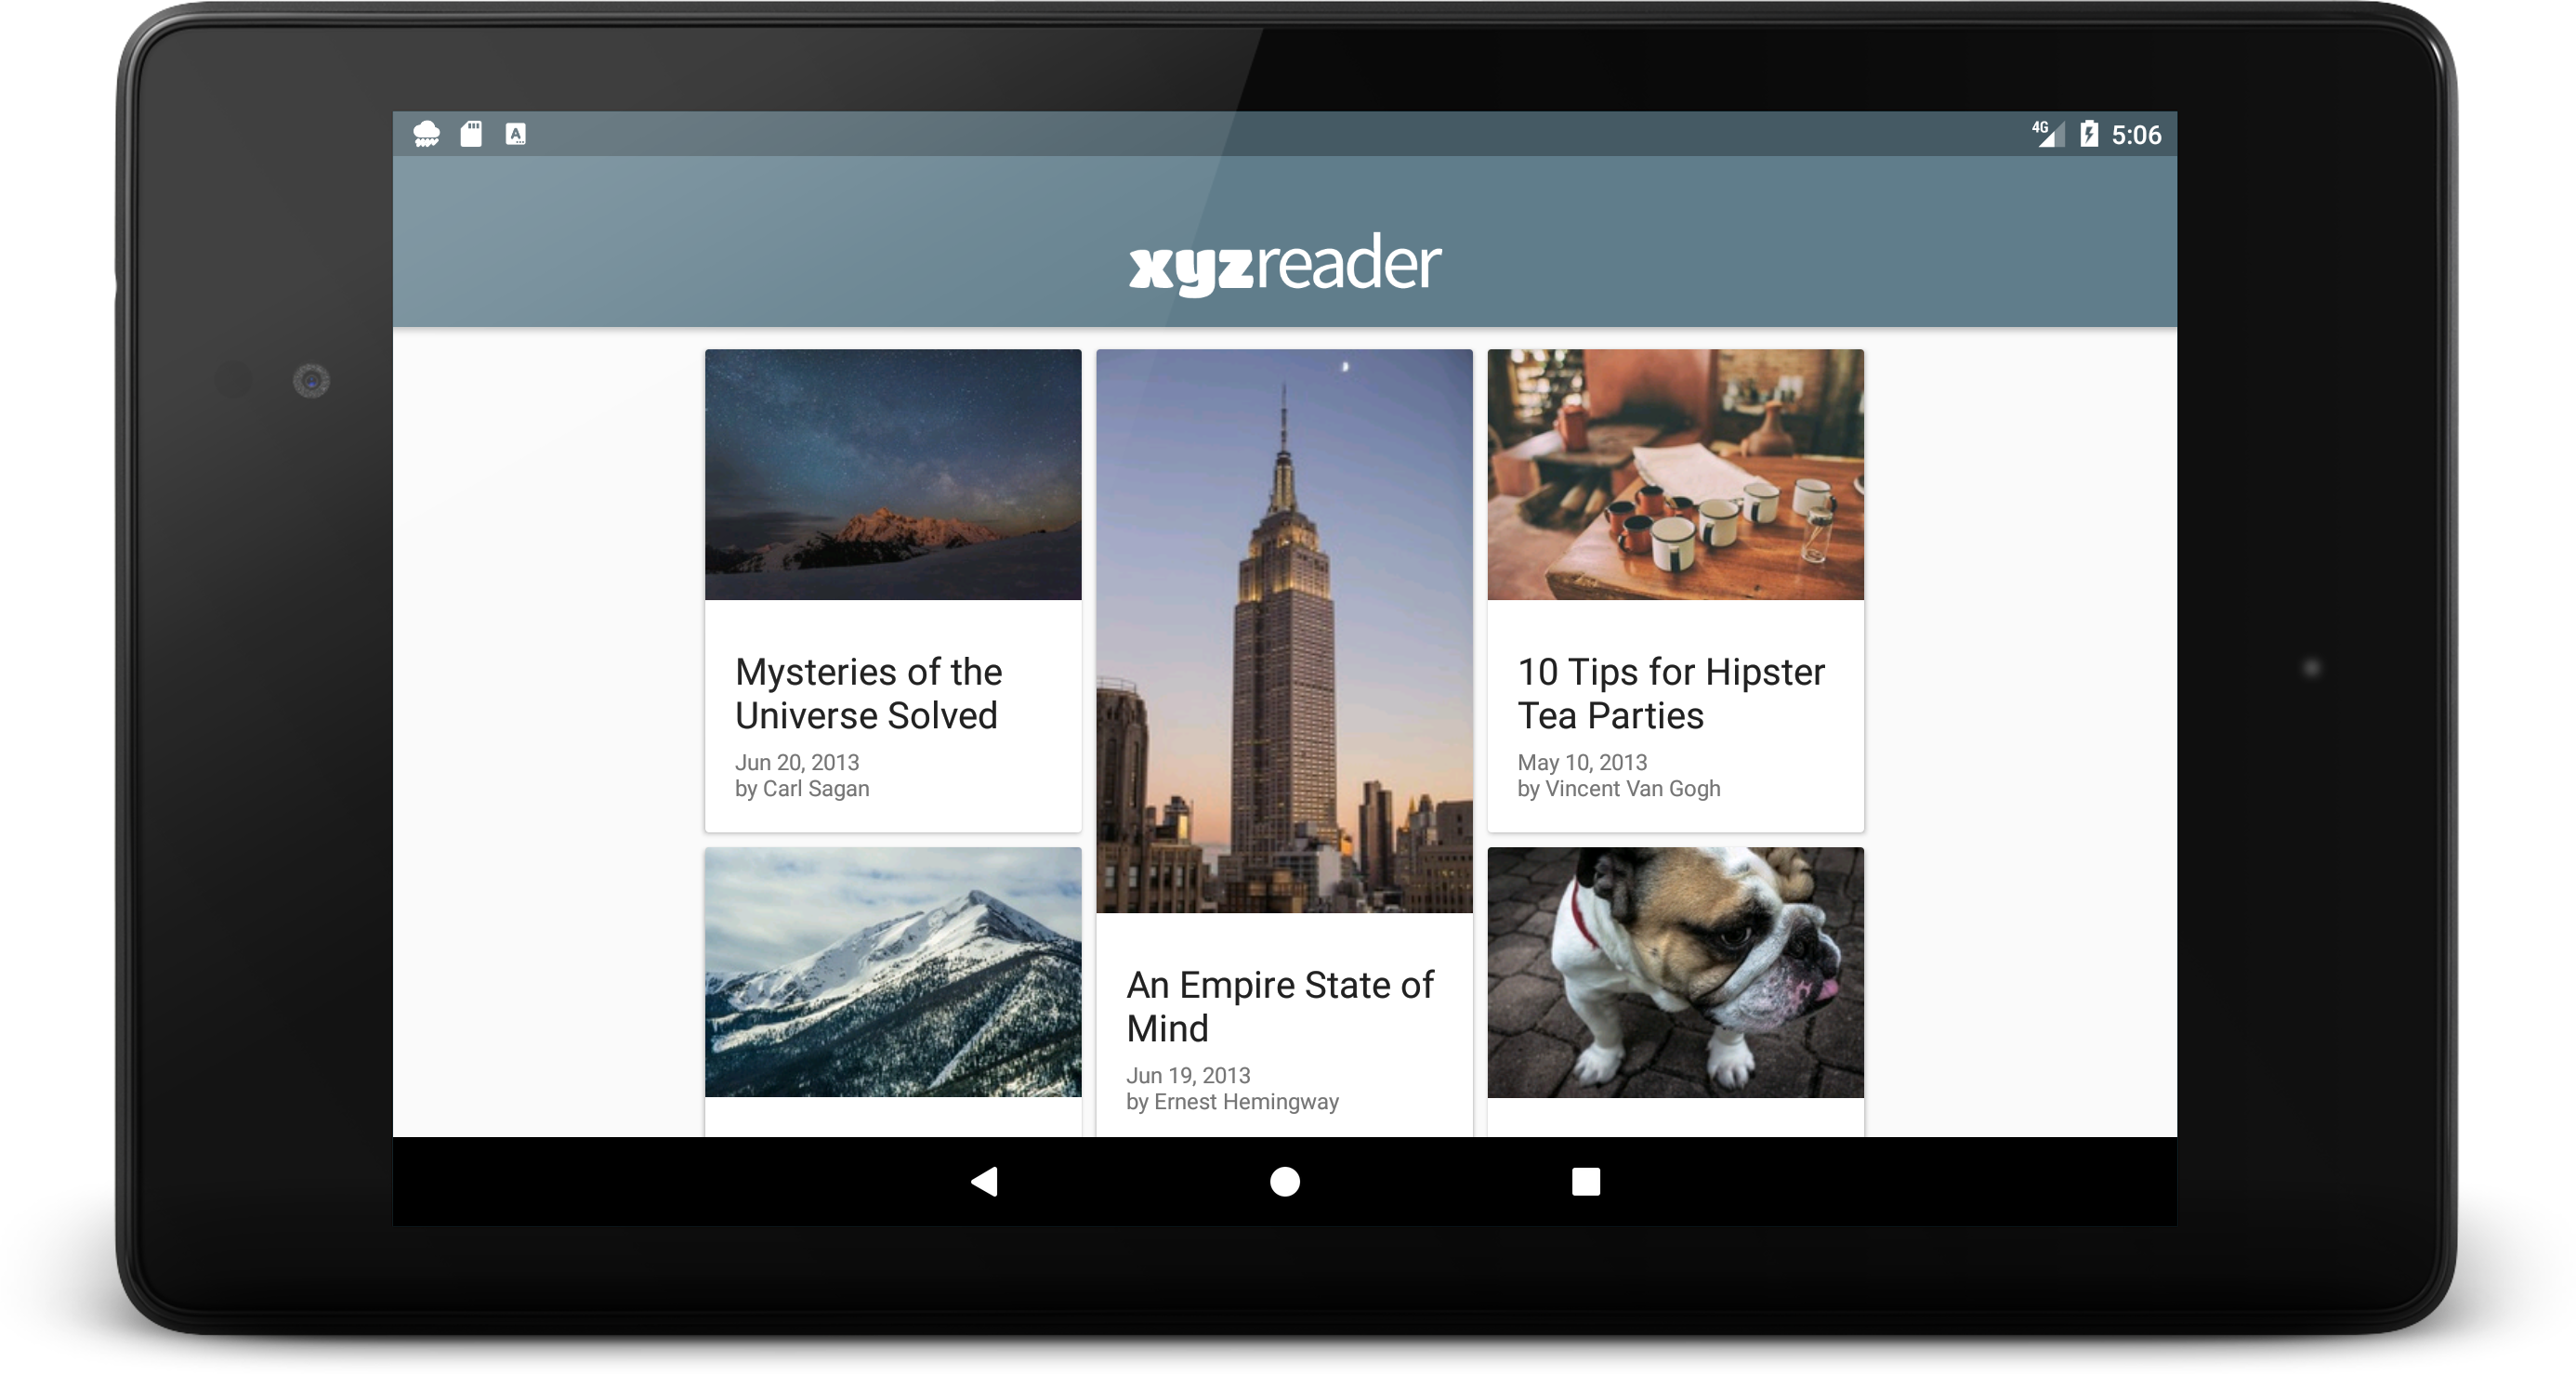 A
4G
5:06
xyzreader
Mysteries of the
Universe Solved
Jun 20, 2013
by Carl Sagan
An Empire State of
Mind
Jun 19, 2013
by Ernest Hemingway
10 Tips for Hipster
Tea Parties
May 10, 2013
by Vincent Van Gogh